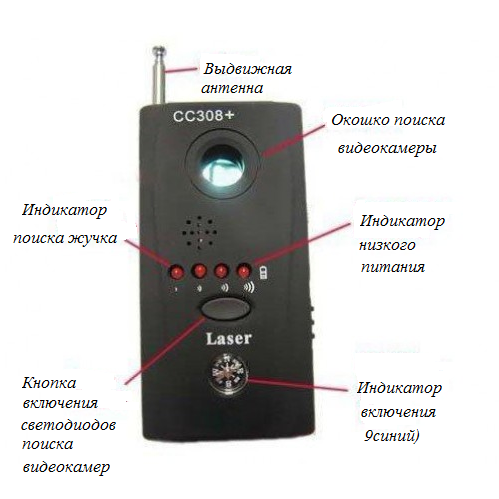 Выдвижная
антенна
CC308+
Окошко поиска
видеокамеры
Индикатор
поиска жучка
Индикатор
низкого
питания
Laser
Кнопка
включения
светодиодов
поиска
видеокамер
Индикатор
включения
9синий)